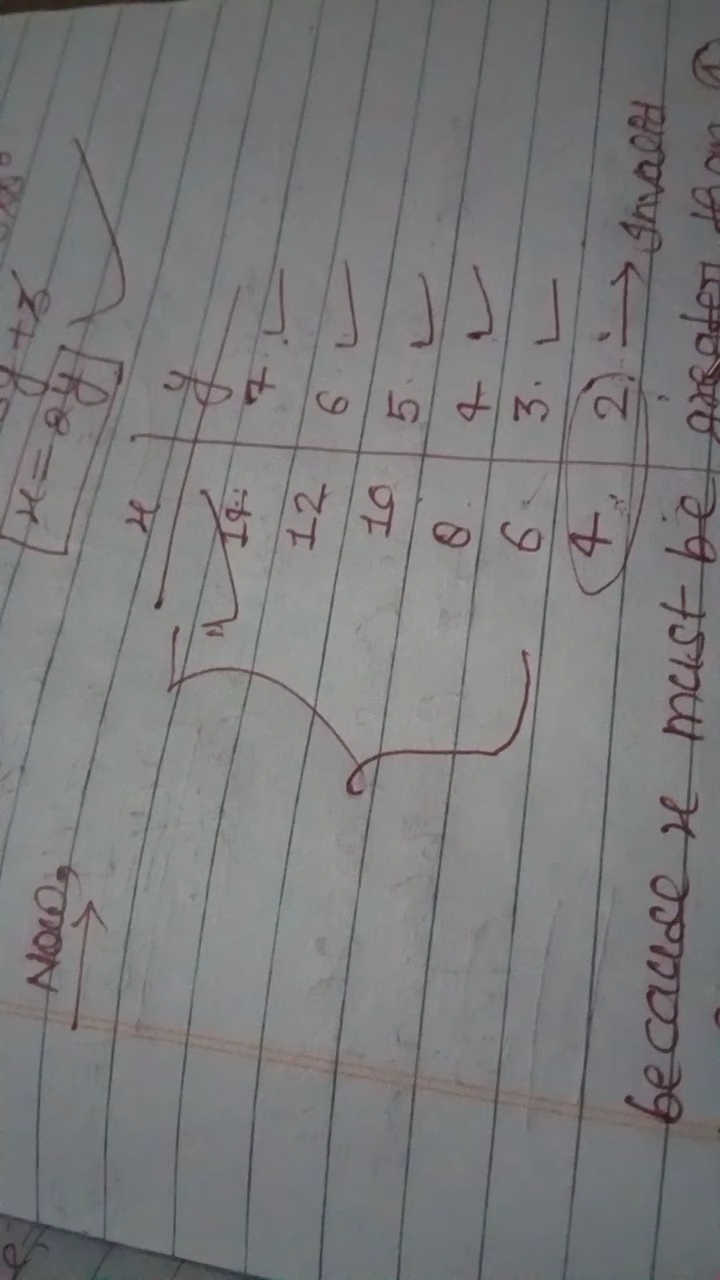 y + 3
x = 2y
Now,
x y
14 7
12 6
10 5
8 4
6 3
4 2 → Invalid
because x must be greater than